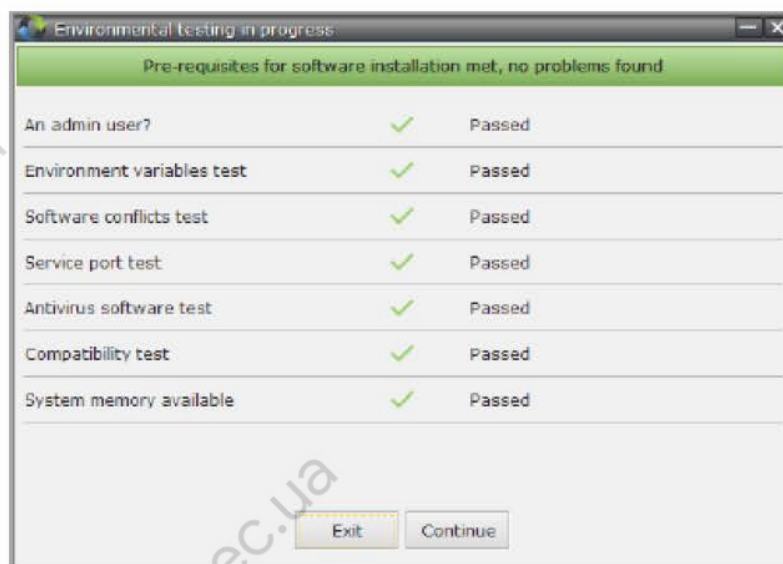 Environmental testing in progress
Pre-requisites for software installation met, no problems found
An admin user? Passed
Environment variables test Passed
Software conflicts test Passed
Service port test Passed
Antivirus software test Passed
Compatibility test Passed
System memory available Passed
Exit Continue
ec.ua